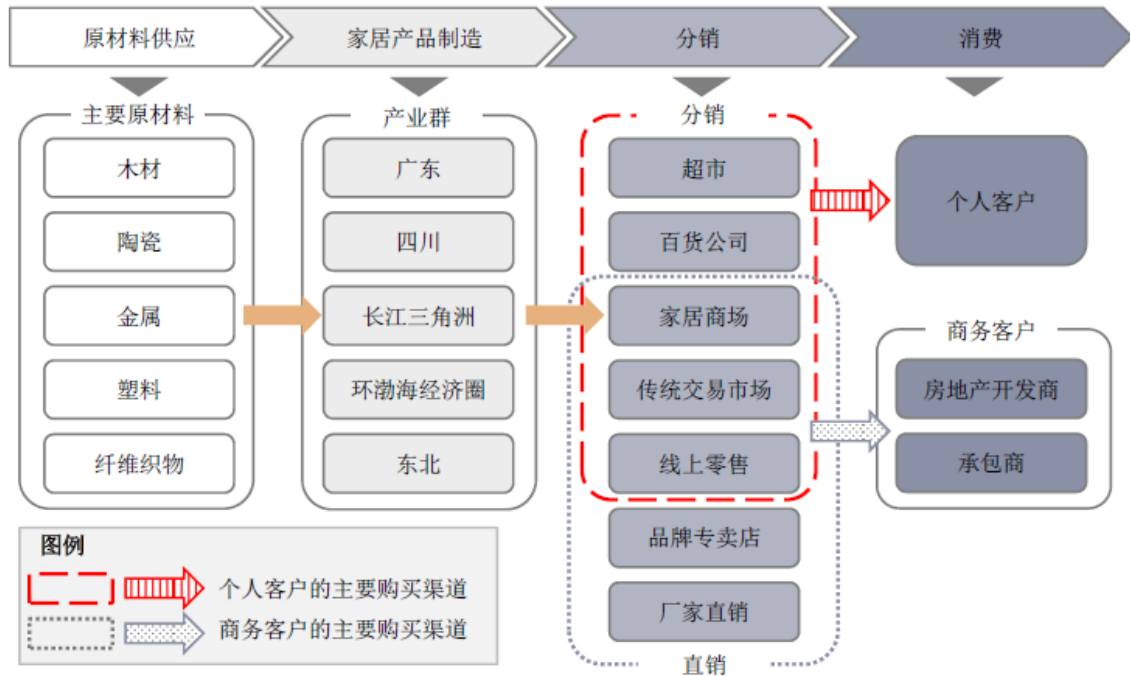 原材料供应
家居产品制造
分销
消费
主要原材料
木材
陶瓷
金属
塑料
纤维织物
产业群
广东
四川
长江三角洲
环渤海经济圈
东北
分销
超市
百货公司
家居商场
传统交易市场
线上零售
品牌专卖店
厂家直销
直销
个人客户
商务客户
房地产开发商
承包商
图例
个人客户的主要购买渠道
商务客户的主要购买渠道